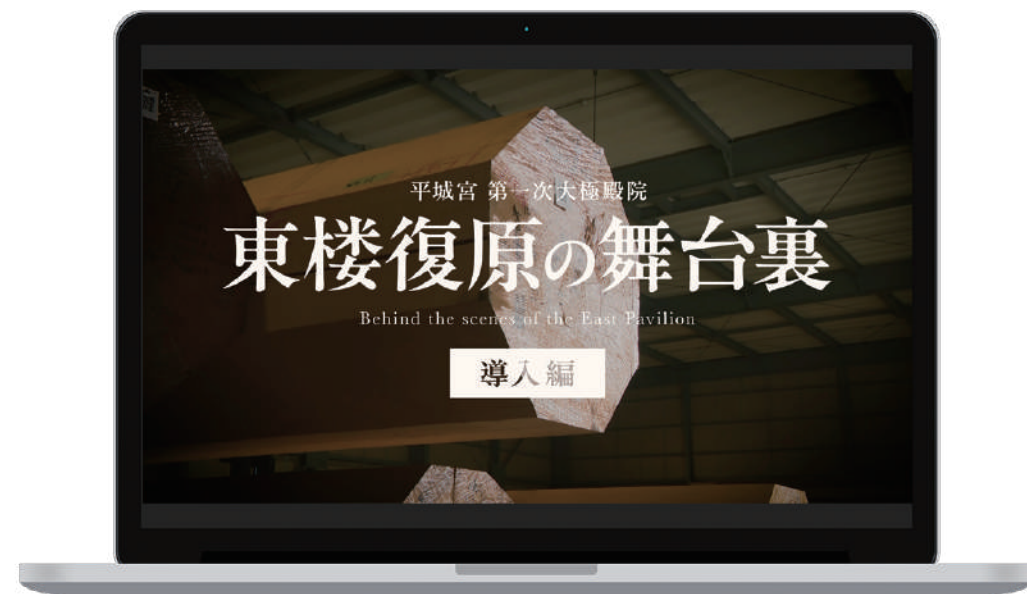 平城宮 第一次大極殿院
東楼復原の舞台裏
Behind the scenes of the East Pavilion
導入編